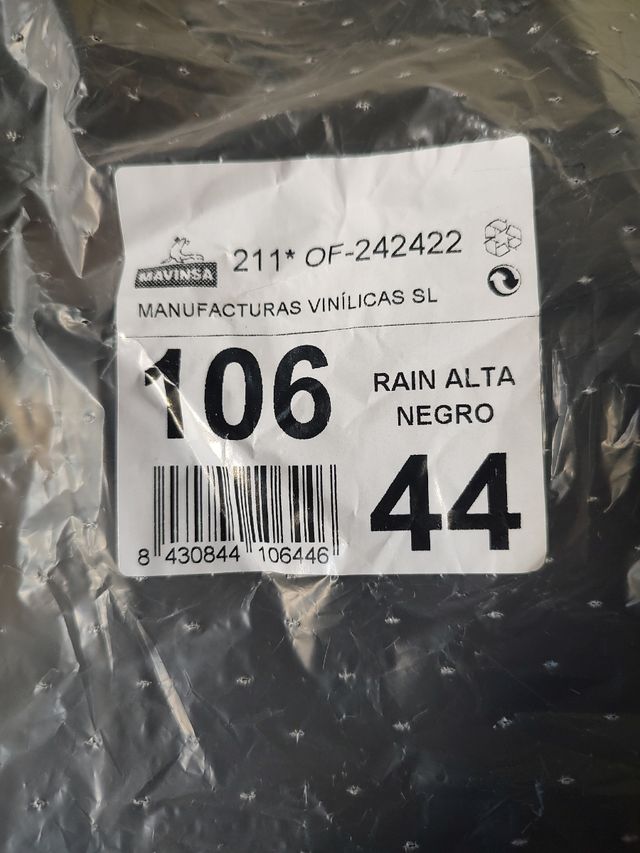 MAVINSA
211* OF-242422
MANUFACTURAS VINÍLICAS SL
106
RAIN ALTA
NEGRO
44
8 430844 106446